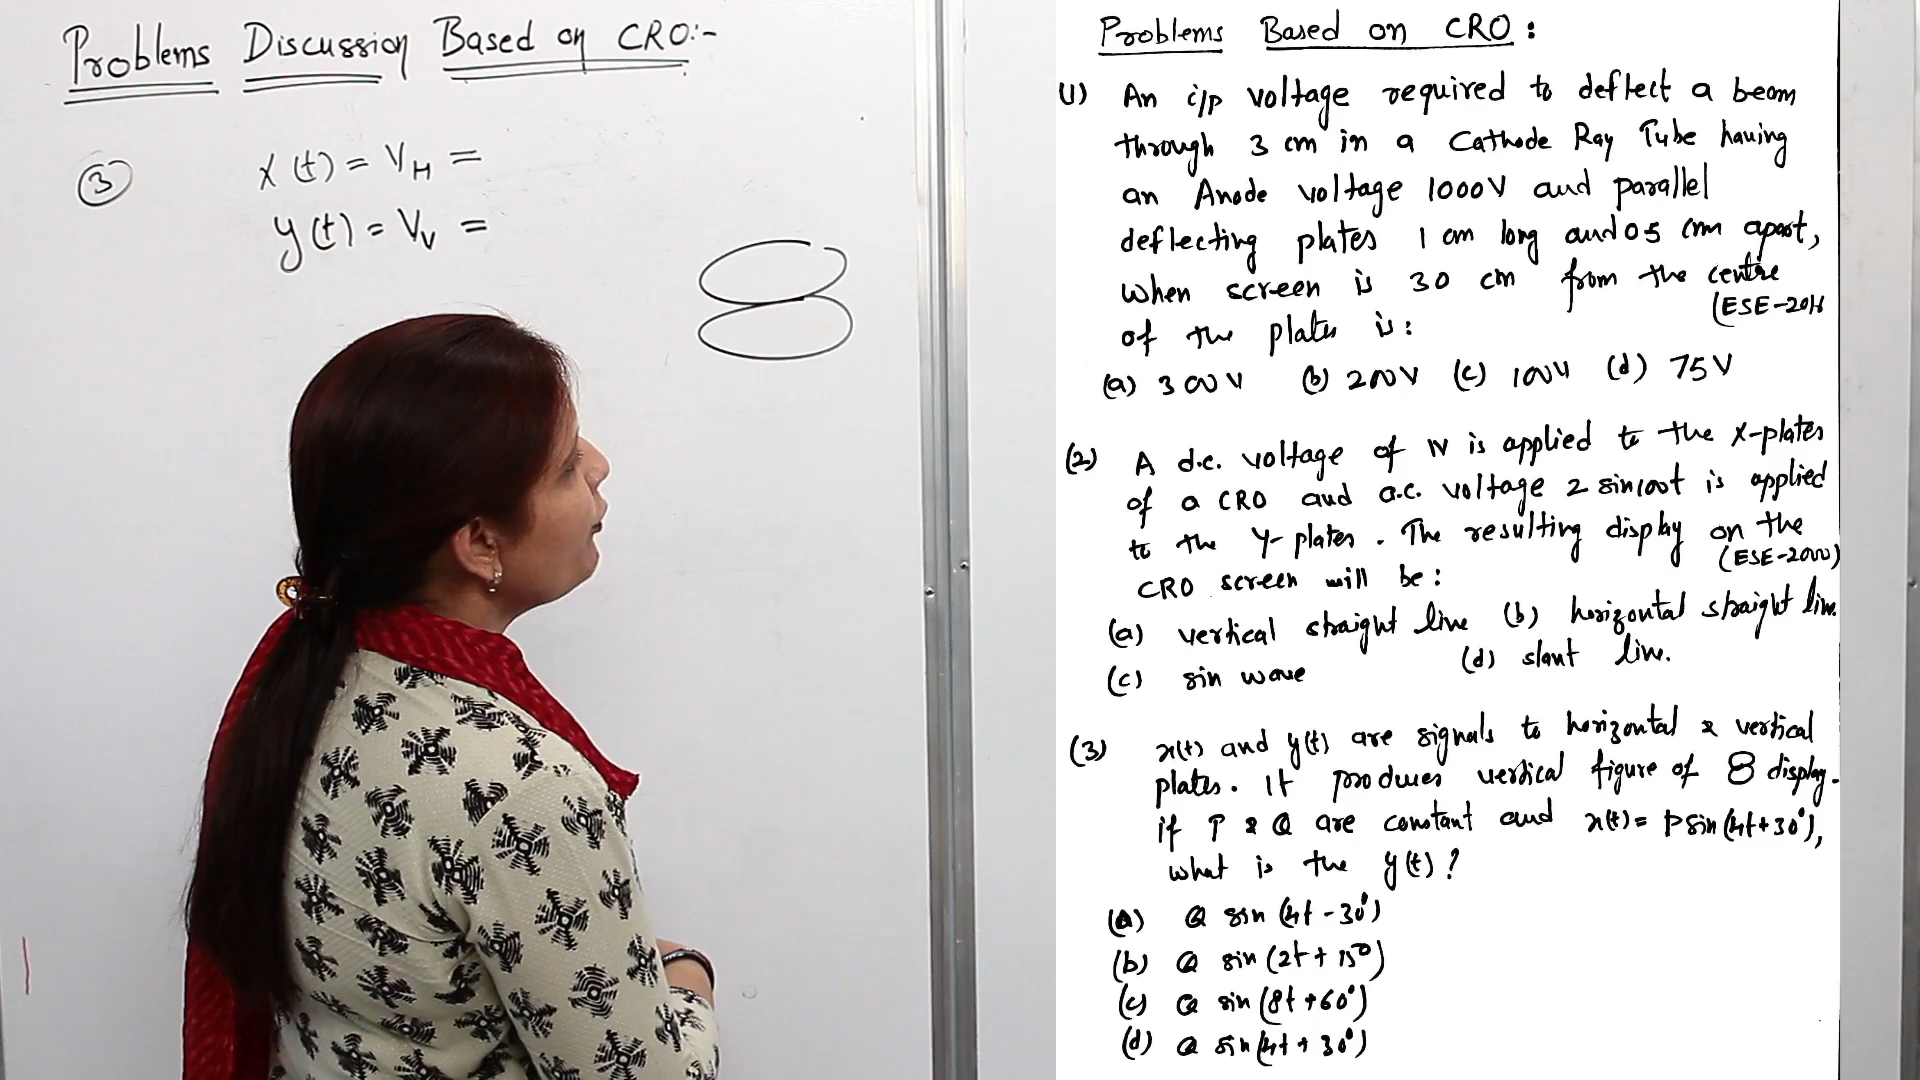 Problems Discussion Based on CRO:-
③ x(t) = V_H =
y(t) = V_V =
Problems Based on CRO:
(1) An i/p voltage required to deflect a beam
through 3 cm in a Cathode Ray Tube having
an Anode voltage 1000V and parallel
deflecting plates 1 cm long and 0 5 cm apart,
when screen is 30 cm from the centre
of the plates is:
(a) 300V (b) 200V (c) 100V (d) 75V
(2) A d.c. voltage of 1V is applied to the X-plates
of a CRO and a.c. voltage 2 sin100t is applied
to the Y-plates. The resulting display on the
(ESE-2000)
CRO screen will be:
(a) vertical straight line (b) horizontal straight line.
(c) sin wave (d) slant line.
(3) x(t) and y(t) are signals to horizontal & vertical
plates. It produces vertical figure of 8 display.
if P & Q are constant and x(t) = P sin(4t+30°),
what is the y(t)?
(a) Q sin (4t-30°)
(b) Q sin (2t+15°)
(c) Q sin (8t+60°)
(d) Q sin (4t+30°)